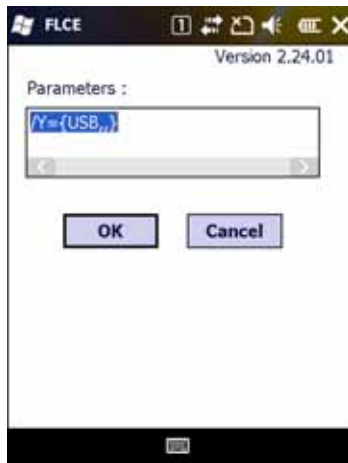 FLCE
Version 2.24.01
Parameters :
/Y={USB,,}
OK
Cancel